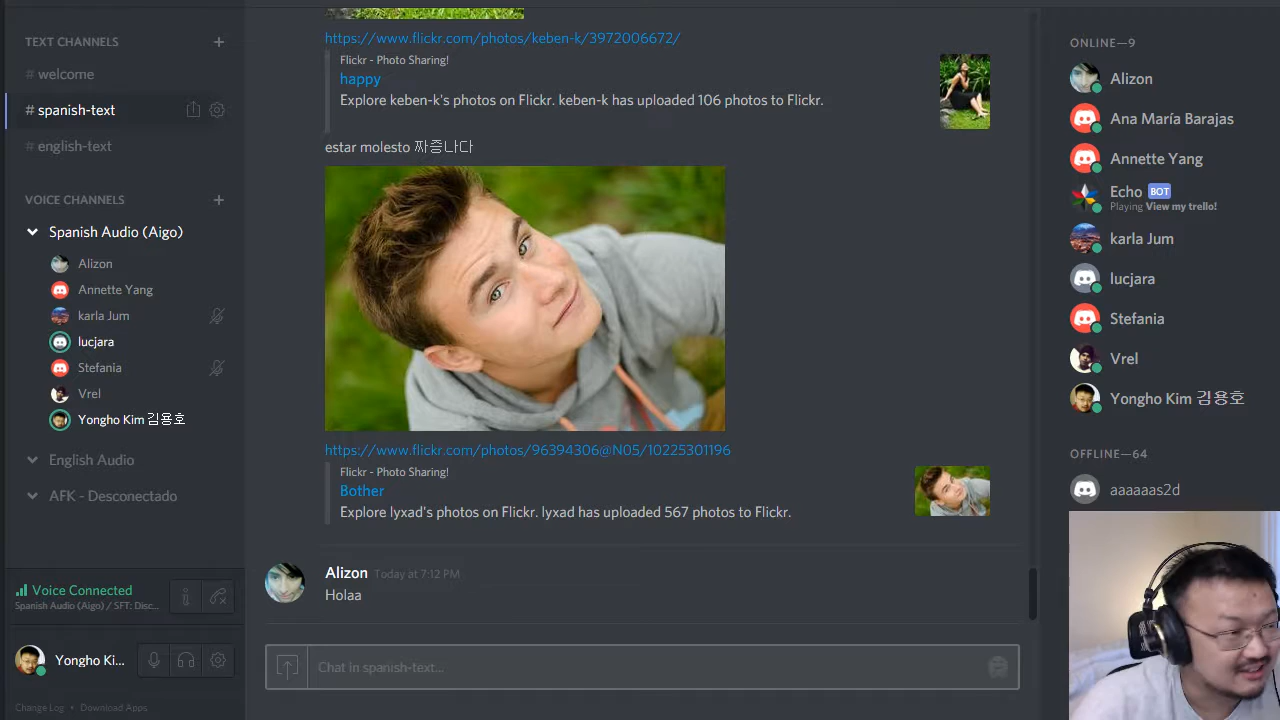 TEXT CHANNELS +
# welcome
# spanish-text
# english-text
VOICE CHANNELS +
Spanish Audio (Aigo)
Alizon
Annette Yang
karla Jum
lucjara
Stefania
Vrel
Yongho Kim 김용호
English Audio
AFK - Desconectado
Voice Connected
Spanish Audio (Aigo) / SFT: Disc...
Yongho Ki...
Change Log • Download Apps
https://www.flickr.com/photos/keben-k/3972006672/
Flickr - Photo Sharing!
happy
Explore keben-k's photos on Flickr. keben-k has uploaded 106 photos to Flickr.
estar molesto 짜증나다
https://www.flickr.com/photos/96394306@N05/10225301196
Flickr - Photo Sharing!
Bother
Explore lyxad's photos on Flickr. lyxad has uploaded 567 photos to Flickr.
Alizon Today at 7:12 PM
Holaa
Chat in spanish-text...
ONLINE—9
Alizon
Ana María Barajas
Annette Yang
Echo BOT
Playing View my trello!
karla Jum
lucjara
Stefania
Vrel
Yongho Kim 김용호
OFFLINE—64
aaaaaas2d